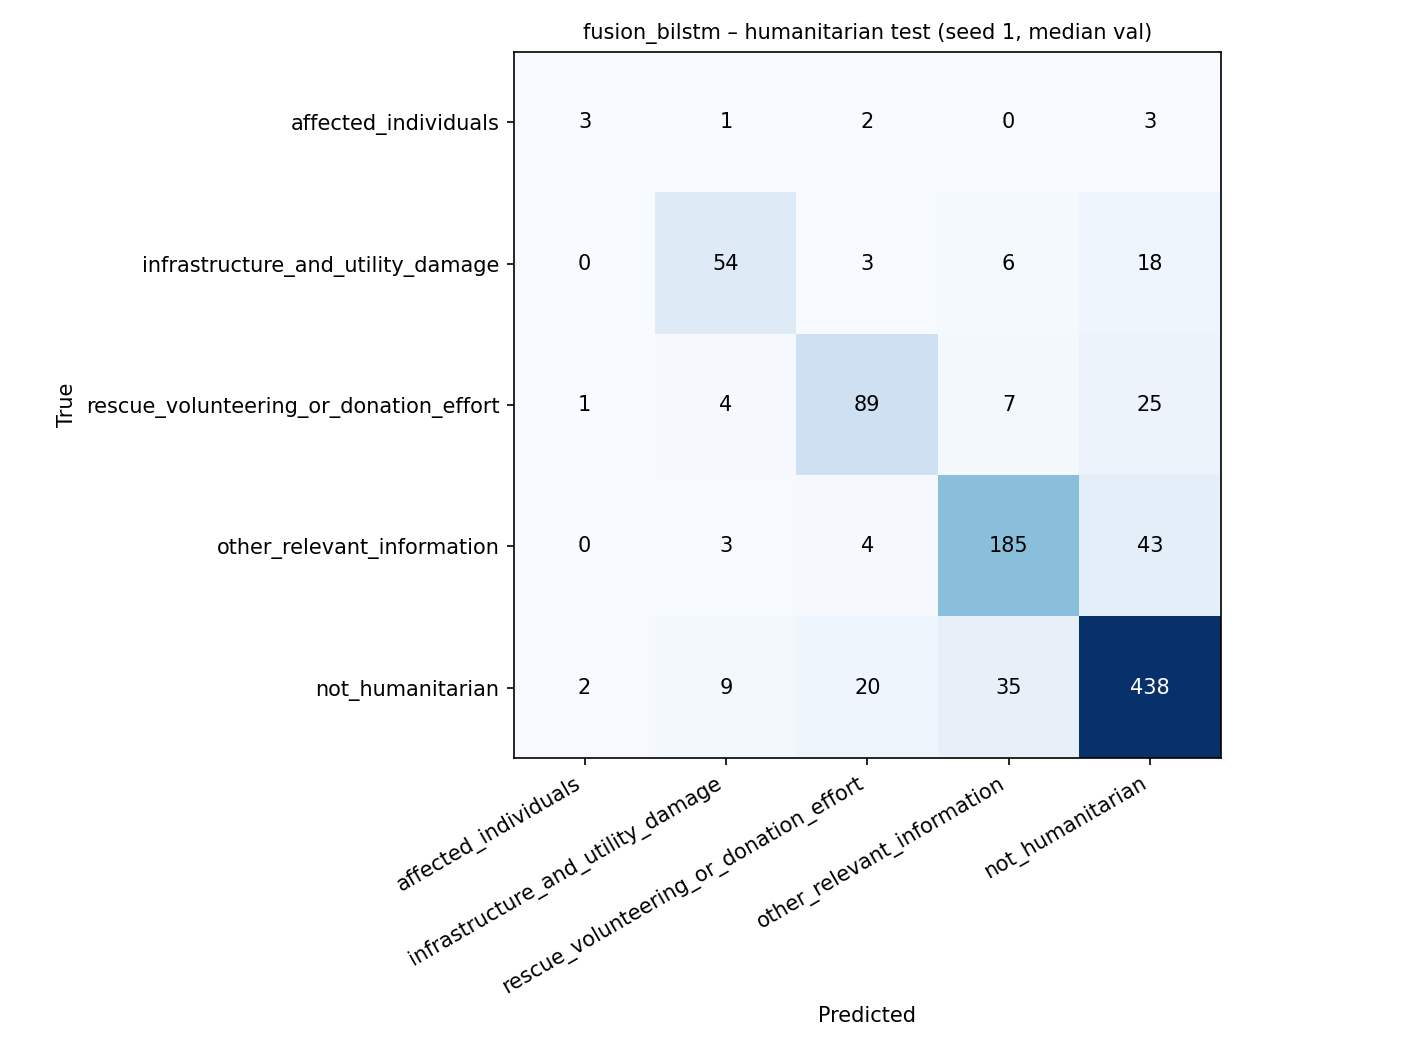 fusion_bilstm – humanitarian test (seed 1, median val)
True
affected_individuals 3 1 2 0 3
infrastructure_and_utility_damage 0 54 3 6 18
rescue_volunteering_or_donation_effort 1 4 89 7 25
other_relevant_information 0 3 4 185 43
not_humanitarian 2 9 20 35 438
affected_individuals
infrastructure_and_utility_damage
rescue_volunteering_or_donation_effort
other_relevant_information
not_humanitarian
Predicted